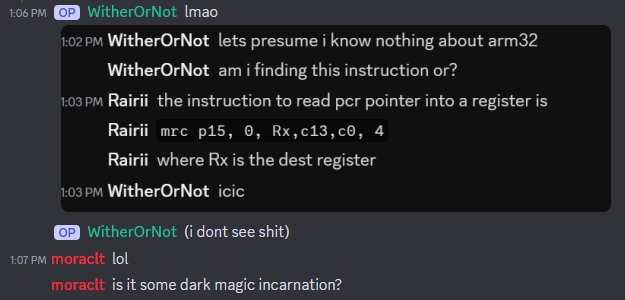 1:06 PM OP WitherOrNot lmao
1:02 PM WitherOrNot lets presume i know nothing about arm32
WitherOrNot am i finding this instruction or?
1:03 PM Rairii the instruction to read pcr pointer into a register is
Rairii mrc p15, 0, Rx,c13,c0, 4
Rairii where Rx is the dest register
1:03 PM WitherOrNot icic
OP WitherOrNot (i dont see shit)
1:07 PM moraclt lol
moraclt is it some dark magic incarnation?